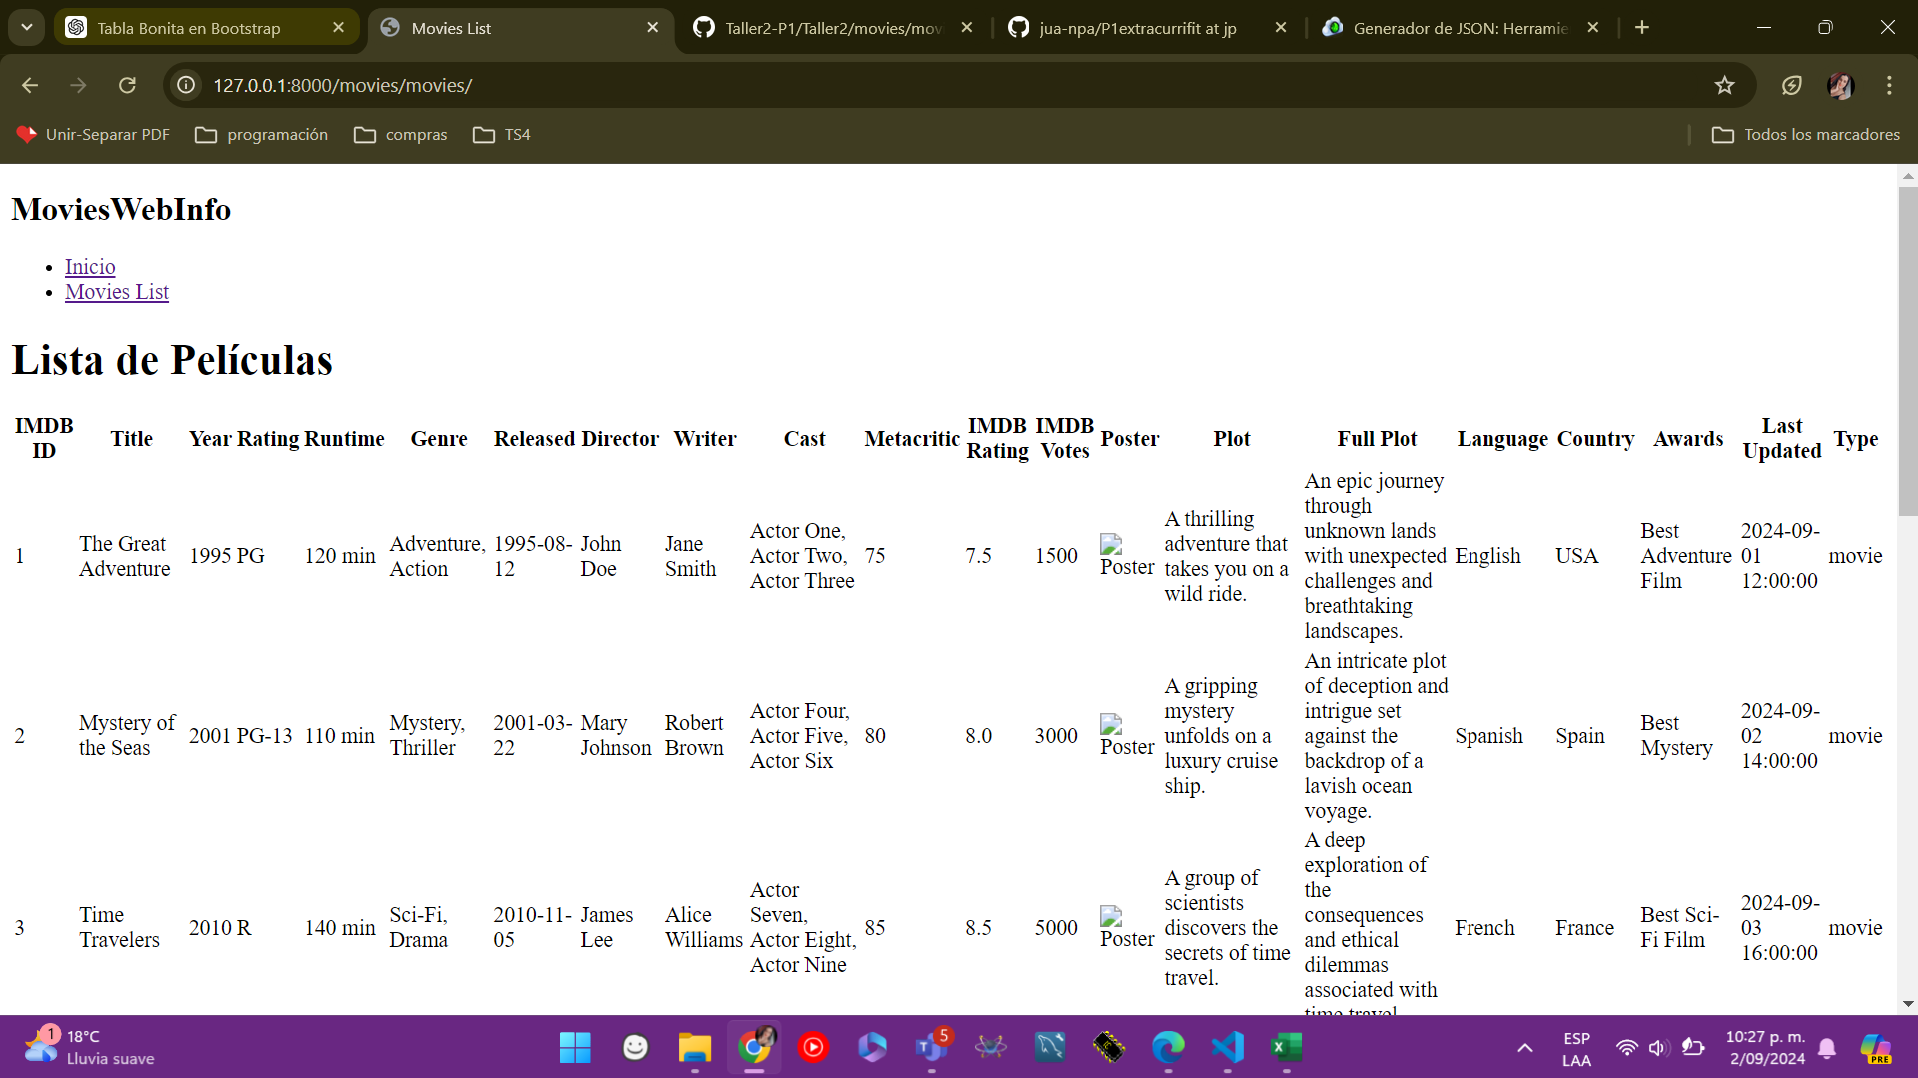 Tabla Bonita en Bootstrap
Movies List
Taller2-P1/Taller2/movies/mov
jua-npa/P1extracurrifit at jp
Generador de JSON: Herramie
127.0.0.1:8000/movies/movies/
Unir-Separar PDF
programación
compras
TS4
Todos los marcadores
MoviesWebInfo
Inicio
Movies List
Lista de Películas
IMDB ID Title Year Rating Runtime Genre Released Director Writer Cast Metacritic IMDB Rating IMDB Votes Poster Plot Full Plot Language Country Awards Last Updated Type
1
The Great
Adventure
1995 PG
120 min
Adventure,
Action
1995-08-
12
John
Doe
Jane
Smith
Actor One,
Actor Two,
Actor Three
75
7.5
1500
Poster
A thrilling
adventure that
takes you on a
wild ride.
An epic journey
through
unknown lands
with unexpected
challenges and
breathtaking
landscapes.
English
USA
Best
Adventure
Film
2024-09-
01
12:00:00
movie
2
Mystery of
the Seas
2001 PG-13
110 min
Mystery,
Thriller
2001-03-
22
Mary
Johnson
Robert
Brown
Actor Four,
Actor Five,
Actor Six
80
8.0
3000
Poster
A gripping
mystery
unfolds on a
luxury cruise
ship.
An intricate plot
of deception and
intrigue set
against the
backdrop of a
lavish ocean
voyage.
Spanish
Spain
Best
Mystery
2024-09-
02
14:00:00
movie
3
Time
Travelers
2010 R
140 min
Sci-Fi,
Drama
2010-11-
05
James
Lee
Alice
Williams
Actor
Seven,
Actor Eight,
Actor Nine
85
8.5
5000
Poster
A group of
scientists
discovers the
secrets of time
travel.
A deep
exploration of
the
consequences
and ethical
dilemmas
associated with
time travel
French
France
Best Sci-
Fi Film
2024-09-
03
16:00:00
movie
1
18°C
Lluvia suave
5
ESP
LAA
10:27 p. m.
2/09/2024
PRE